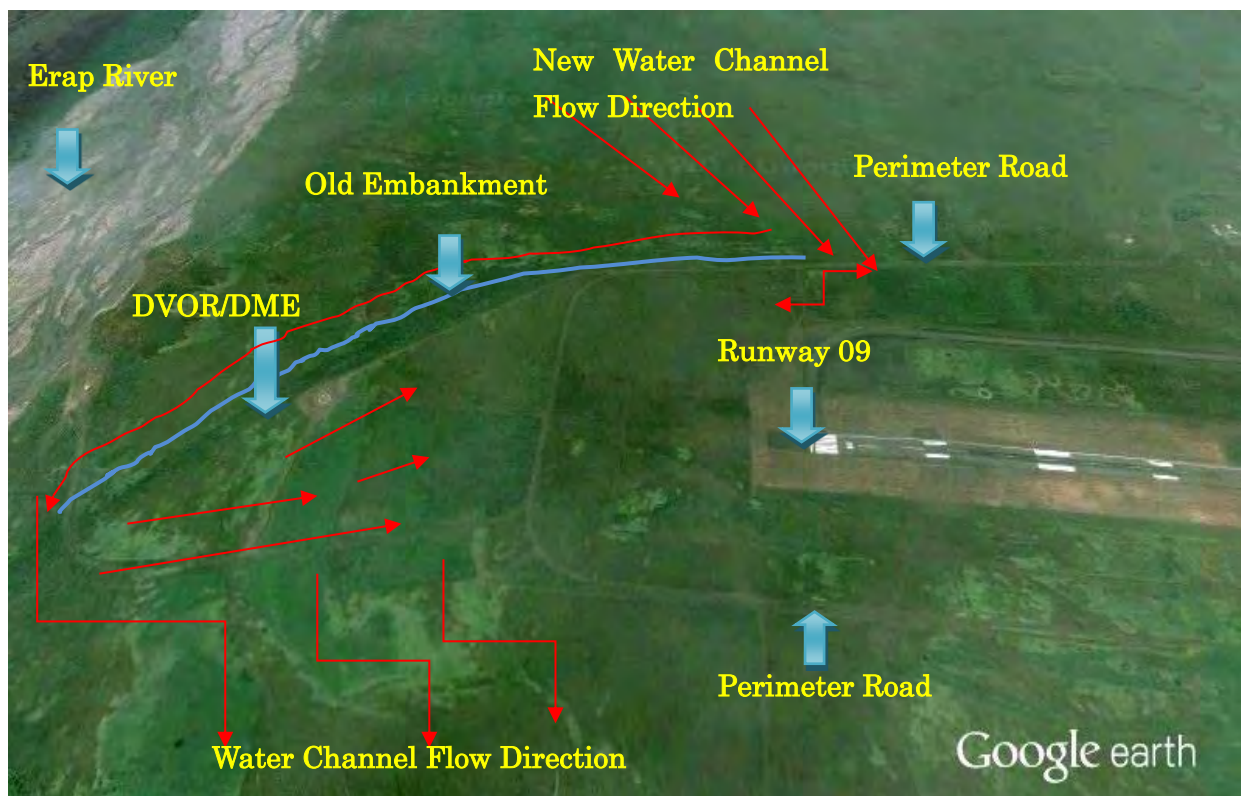 New Water Channel
Flow Direction
Erap River
Perimeter Road
Old Embankment
DVOR/DME
Runway 09
Perimeter Road
Water Channel Flow Direction
Google earth